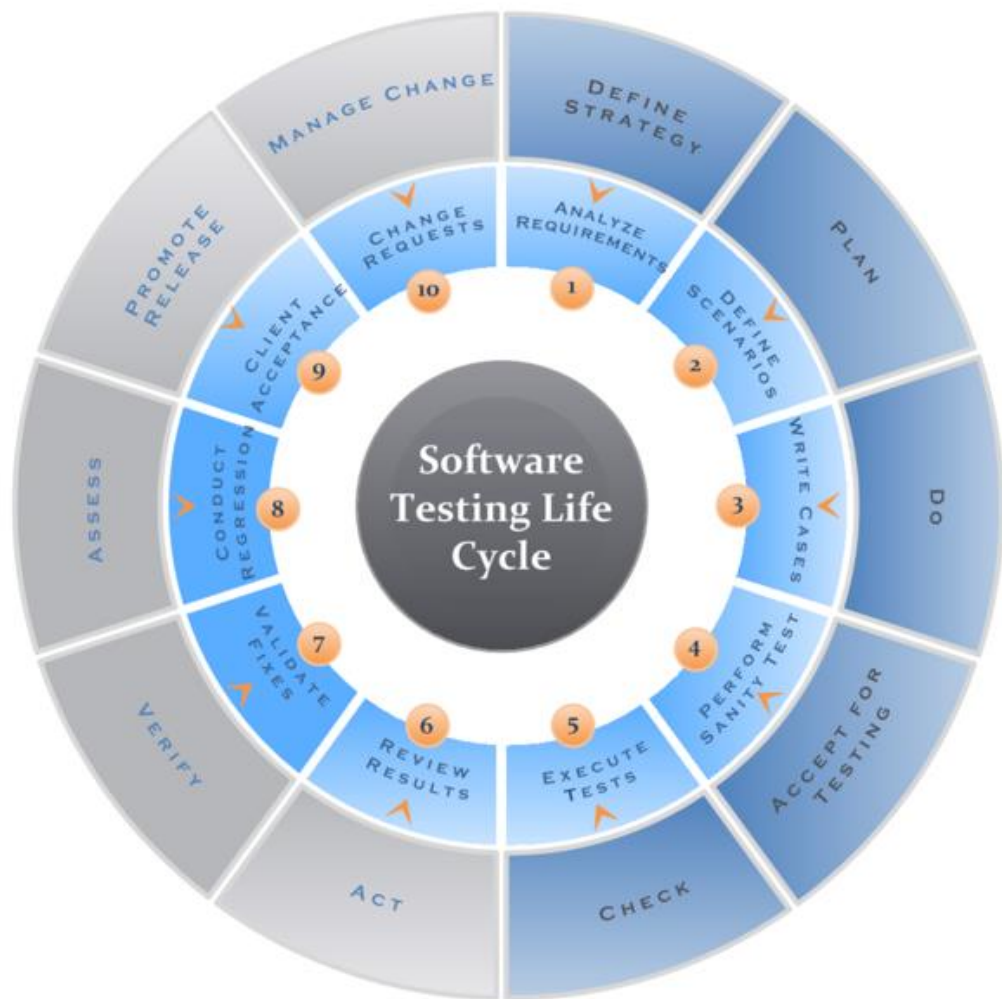 Software
Testing Life
Cycle
DEFINE
STRATEGY
PLAN
DO
ACCEPT FOR
TESTING
CHECK
ACT
VERIFY
ASSESS
PROMOTE
RELEASE
MANAGE CHANGE
ANALYZE
REQUIREMENTS
1
DEFINE
SCENARIOS
2
WRITE CASES
3
PERFORM
SANITY TEST
4
EXECUTE
TESTS
5
REVIEW
RESULTS
6
VALIDATE
FIXES
7
CONDUCT
REGRESSION
8
CLIENT
ACCEPTANCE
9
CHANGE
REQUESTS
10